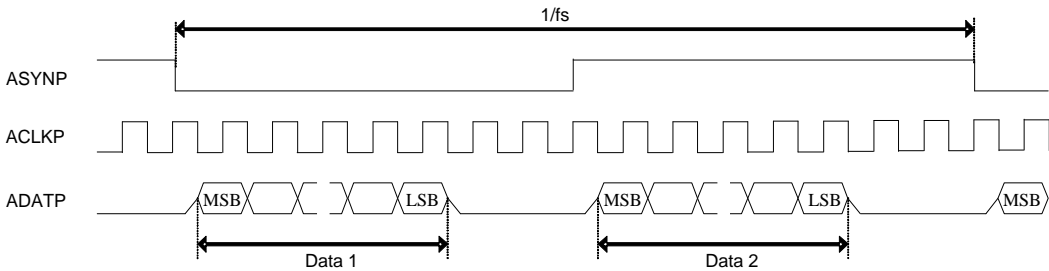 1/fs
ASYNP
ACLKP
ADATP
MSB LSB MSB LSB MSB
Data 1 Data 2